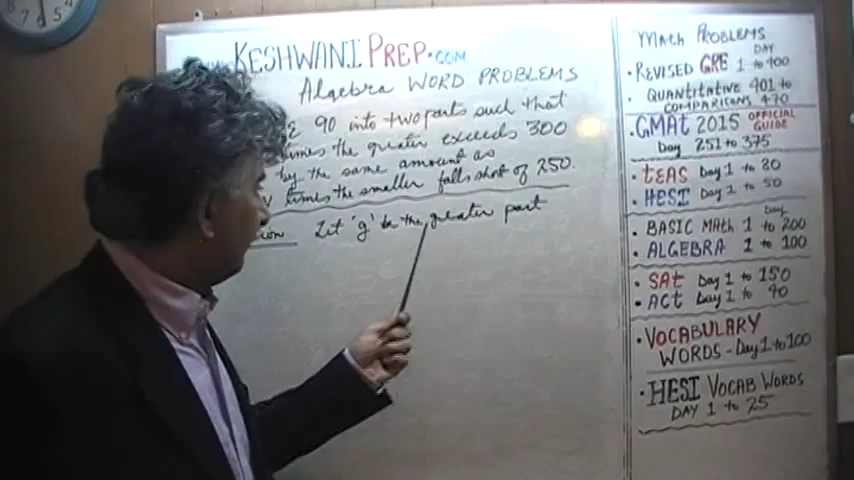 KESHWANI PREP.COM
Algebra WORD PROBLEMS
90 into two parts such that
times the greater exceeds 300
by the same amount as
times the smaller falls short of 250.
Let 'g' be the greater part
Math PROBLEMS
DAY
• REVISED GRE 1 to 400
• QUANTITATIVE 401 to
COMPARISONS 470
• GMAT 2015 OFFICIAL
GUIDE
Day 251 to 375
• TEAS Day 1 to 80
• HESI Day 1 to 50
Day
• BASIC MATH 1 to 200
• ALGEBRA 1 to 100
• SAT Day 1 to 150
• ACT Day 1 to 90
• VOCABULARY
WORDS - Day 1 to 100
• HESI VOCAB WORDS
DAY 1 to 25